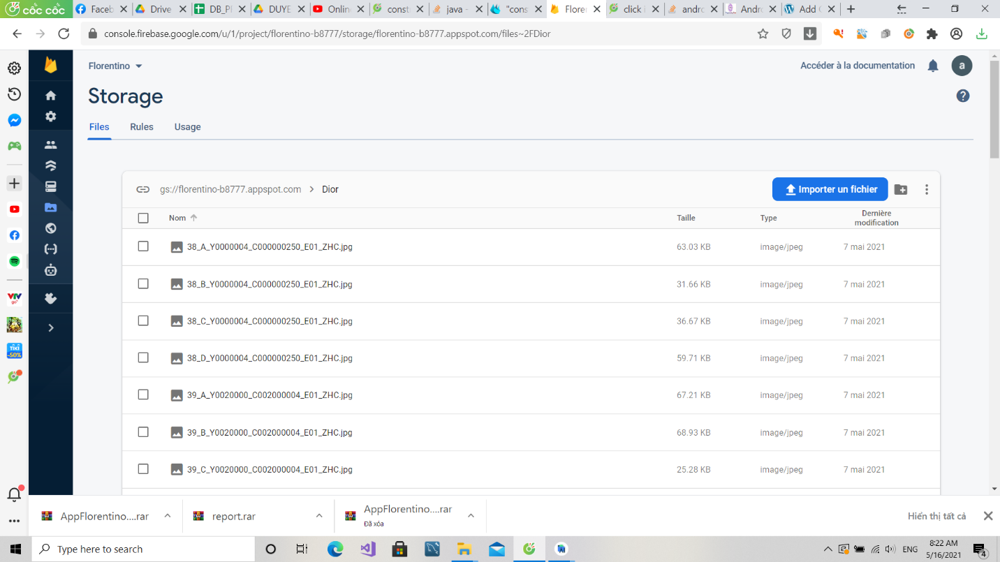 cốc cốc
Faceb
Drive
DB_PI
DUYE
Onlin
const
java -
"cons
Floren
click i
andro
Andro
Add C
console.firebase.google.com/u/1/project/florentino-b8777/storage/florentino-b8777.appspot.com/files~2FDior
Florentino
Accéder à la documentation
a
Storage
Files Rules Usage
gs://florentino-b8777.appspot.com > Dior
Importer un fichier
Nom
Taille
Type
Dernière
modification
38_A_Y0000004_C000000250_E01_ZHC.jpg 63.03 KB image/jpeg 7 mai 2021
38_B_Y0000004_C000000250_E01_ZHC.jpg 31.66 KB image/jpeg 7 mai 2021
38_C_Y0000004_C000000250_E01_ZHC.jpg 36.67 KB image/jpeg 7 mai 2021
38_D_Y0000004_C000000250_E01_ZHC.jpg 59.71 KB image/jpeg 7 mai 2021
39_A_Y0020000_C002000004_E01_ZHC.jpg 67.21 KB image/jpeg 7 mai 2021
39_B_Y0020000_C002000004_E01_ZHC.jpg 68.93 KB image/jpeg 7 mai 2021
39_C_Y0020000_C002000004_E01_ZHC.jpg 25.28 KB image/jpeg 7 mai 2021
VTV
go
TIKI
-50%
AppFlorentino....rar
report.rar
AppFlorentino....rar
Đã xóa
Hiển thị tất cả
Type here to search
ENG
8:22 AM
5/16/2021
4